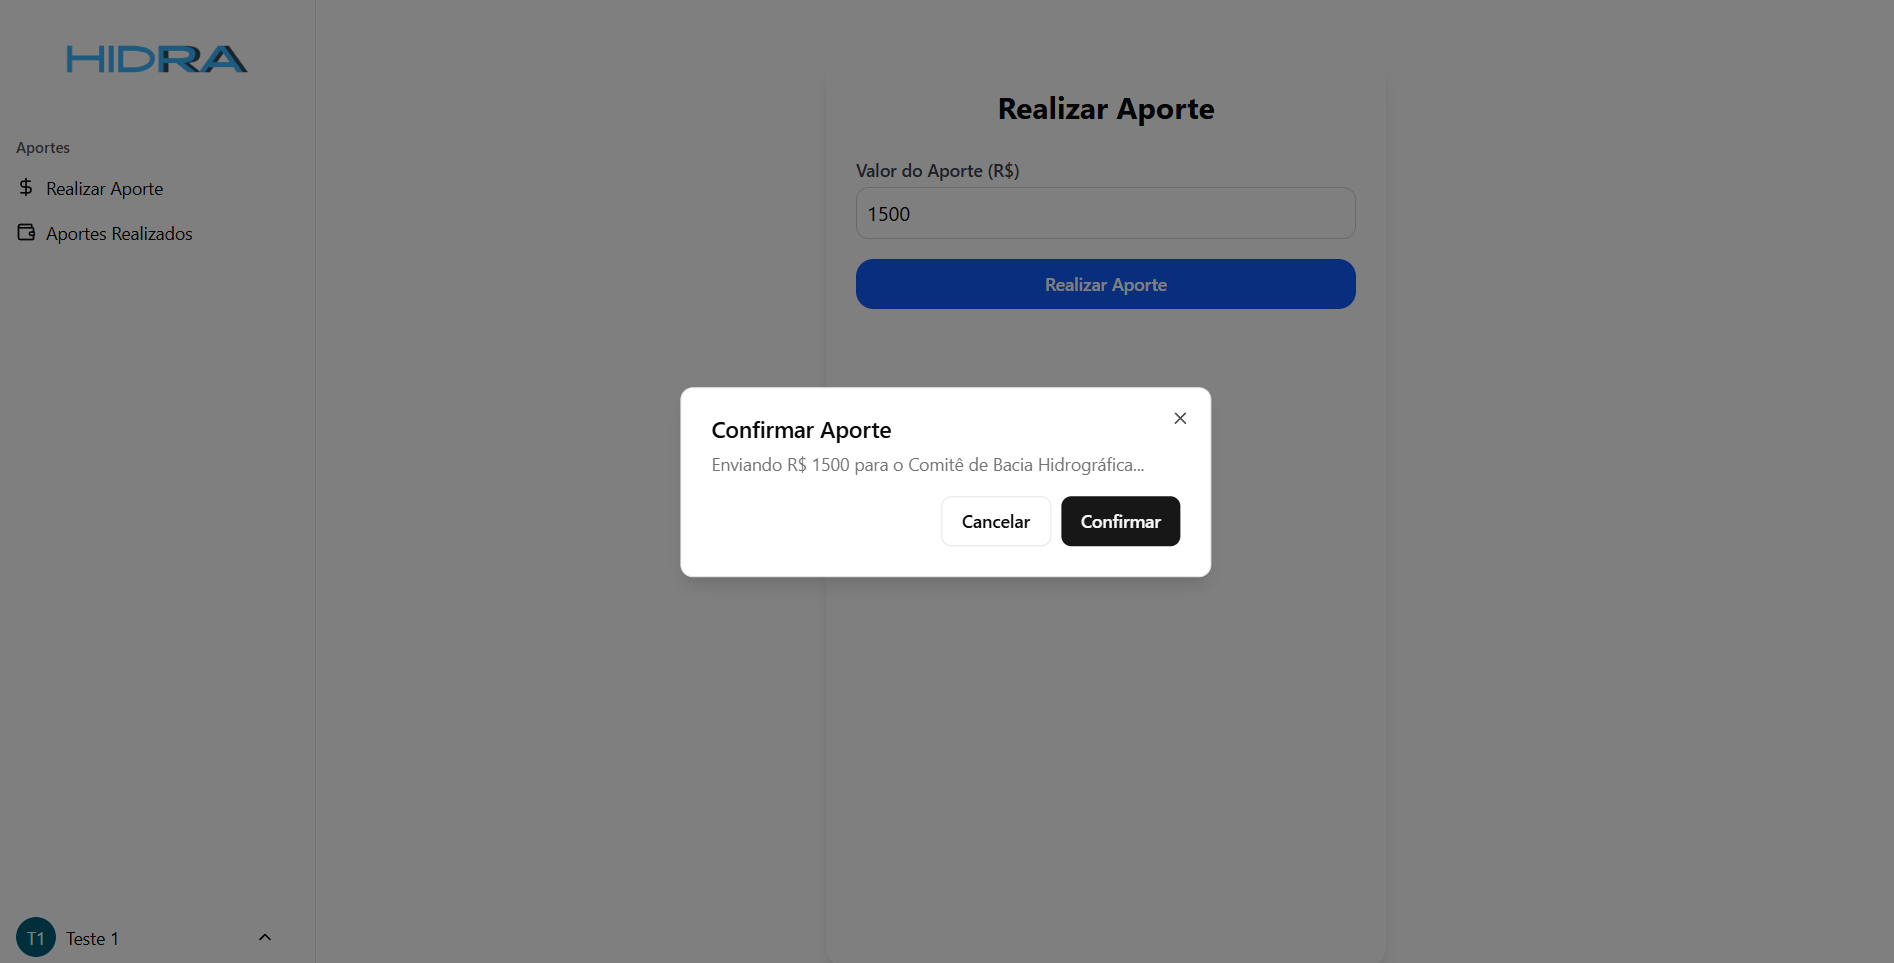 HIDRA
Aportes
Realizar Aporte
Aportes Realizados
Realizar Aporte
Valor do Aporte (R$)
1500
Realizar Aporte
Confirmar Aporte
Enviando R$ 1500 para o Comitê de Bacia Hidrográfica...
Cancelar
Confirmar
T1
Teste 1